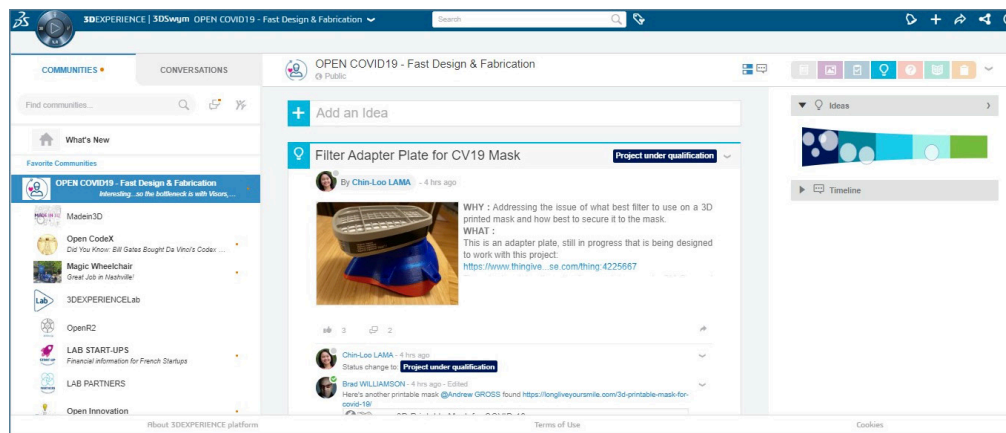 3DEXPERIENCE | 3DSwym OPEN COVID19 - Fast Design & Fabrication
Search
COMMUNITIES
CONVERSATIONS
Find communities...
What's New
Favorite Communities
OPEN COVID19 - Fast Design & Fabrication
Interesting...so the bottleneck is with Visors,...
Madein3D
Open CodeX
Did You Know: Bill Gates Bought Da Vinci's Codex ...
Magic Wheelchair
Great Job in Nashville!
Lab
3DEXPERIENCELab
OpenR2
LAB START-UPS
Financial information for French Startups
LAB PARTNERS
Open Innovation
OPEN COVID19 - Fast Design & Fabrication
Public
Add an Idea
Filter Adapter Plate for CV19 Mask
Project under qualification
By Chin-Loo LAMA - 4 hrs ago
WHY : Addressing the issue of what best filter to use on a 3D
printed mask and how best to secure it to the mask.
WHAT :
This is an adapter plate, still in progress that is being designed
to work with this project:
https://www.thingive...se.com/thing:4225667
3 2
Chin-Loo LAMA - 4 hrs ago
Status change to: Project under qualification
Brad WILLIAMSON - 4 hrs ago - Edited
Here's another printable mask @Andrew GROSS found https://longliveyoursmile.com/3d-printable-mask-for-
covid-19/
Ideas
Timeline
About 3DEXPERIENCE platform
Terms of Use
Cookies